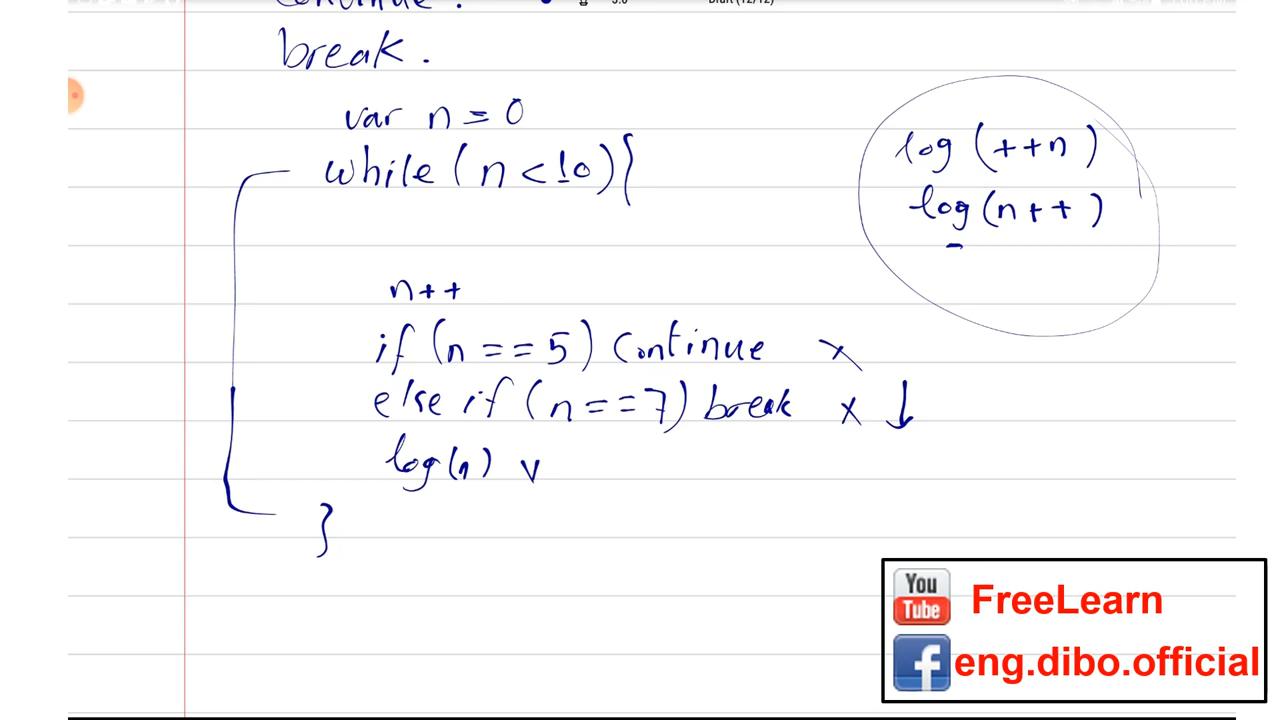 continue .
break .
var n = 0
while (n < 10) {
log (++n)
log (n++)
n++
if (n == 5) continue x
else if (n == 7) break x ↓
log(n) v
}
You
Tube FreeLearn
f eng.dibo.official